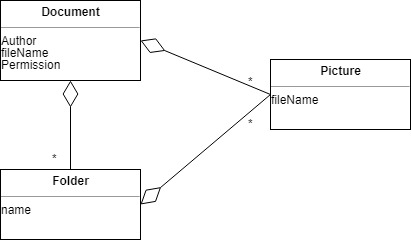 Document
Author
fileName
Permission
*
Picture
fileName
*
*
Folder
name